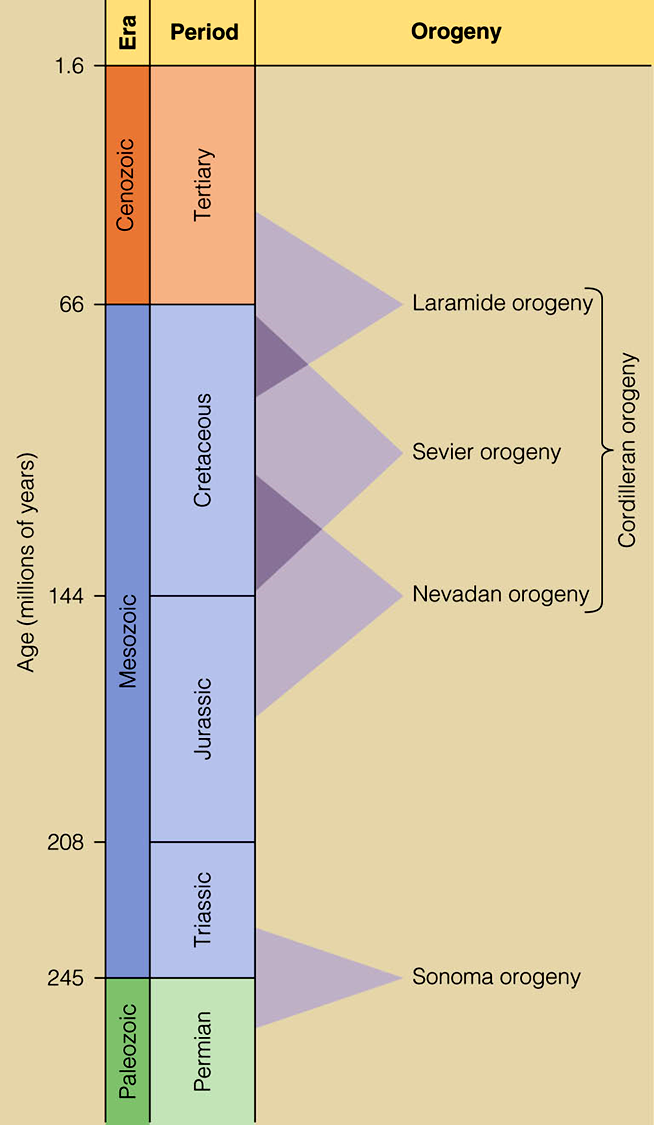 Era
Period
Orogeny
1.6
Cenozoic
Tertiary
Laramide orogeny
66
Cretaceous
Sevier orogeny
Cordilleran orogeny
Age (millions of years)
Mesozoic
144
Nevadan orogeny
Jurassic
208
Triassic
245
Sonoma orogeny
Paleozoic
Permian